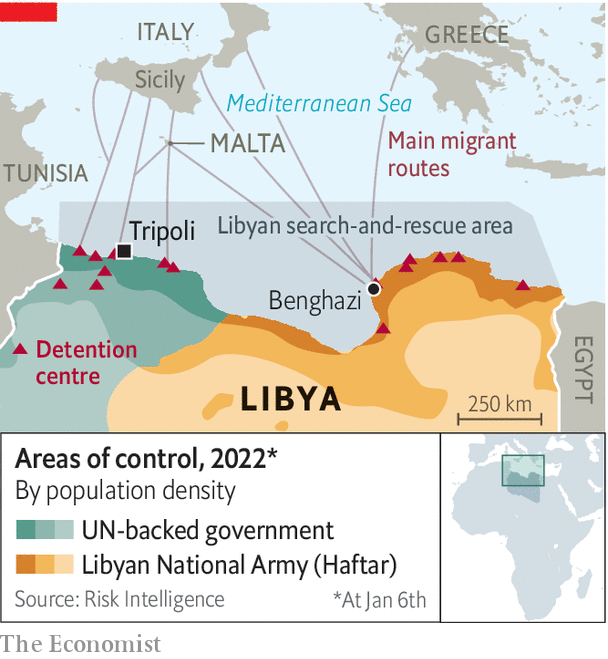 ITALY
GREECE
Sicily
Mediterranean Sea
MALTA
Main migrant
routes
TUNISIA
Libyan search-and-rescue area
Tripoli
Benghazi
Detention
centre
LIBYA
EGYPT
250 km
Areas of control, 2022*
By population density
UN-backed government
Libyan National Army (Haftar)
Source: Risk Intelligence
*At Jan 6th
The Economist